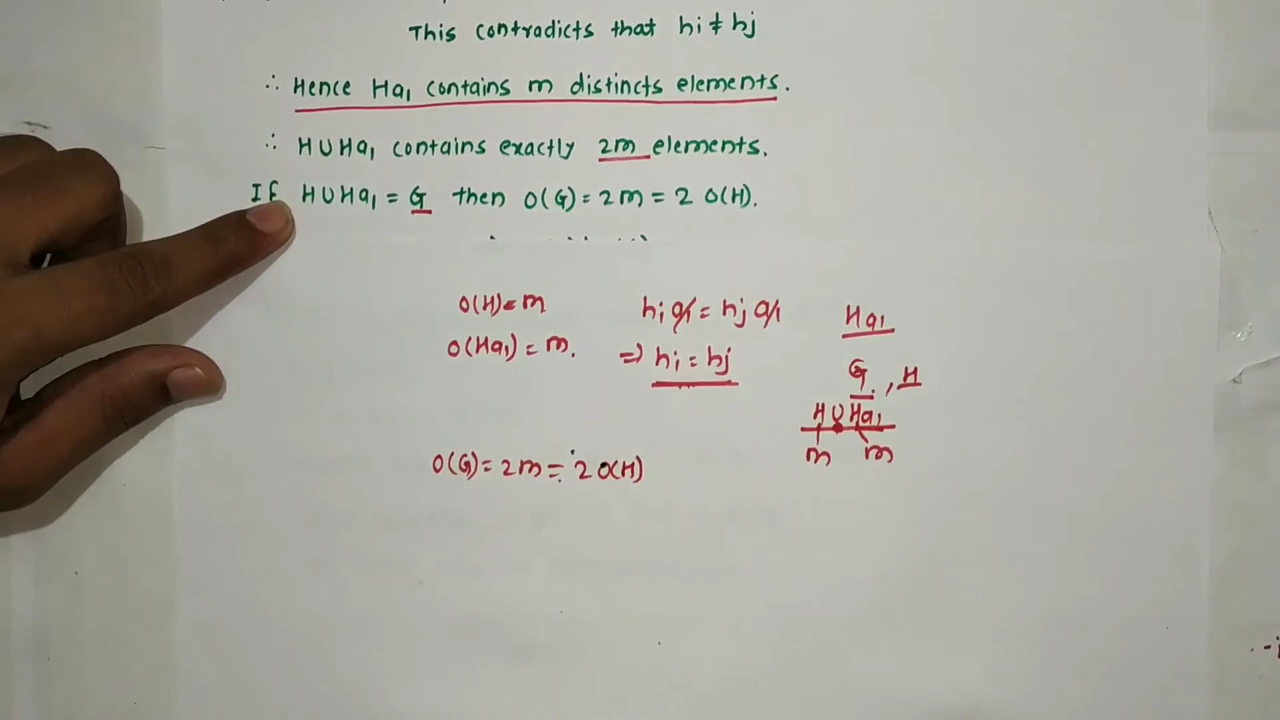 This contradicts that hi ≠ hj
∴ Hence Ha₁ contains m distincts elements.
∴ H∪Ha₁ contains exactly 2m elements.
If H∪Ha₁ = G then O(G) = 2m = 2 O(H).
O(H) = m
O(Ha₁) = m.
hi a₁ = hj a₁
⇒ hi = hj
Ha₁
G, H
H∪Ha₁
m m
O(G) = 2m = 2 O(H)